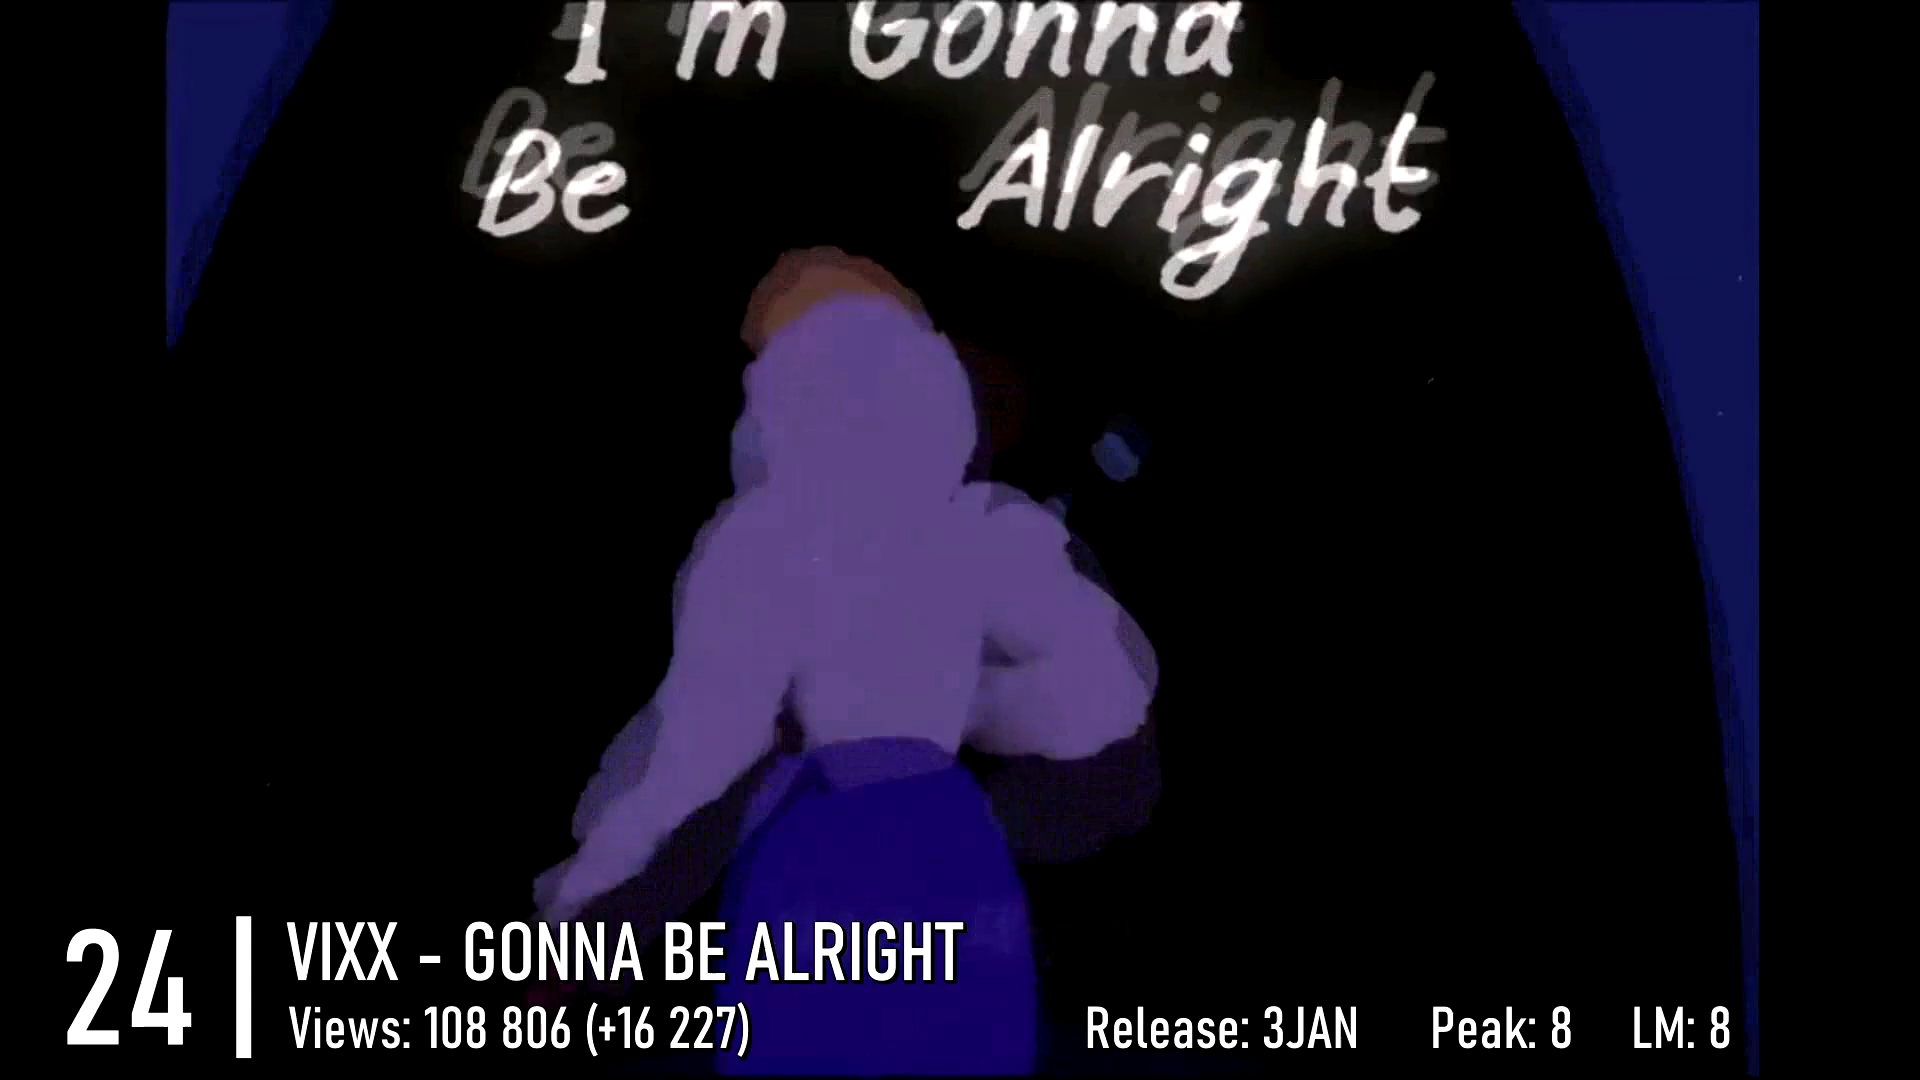 I'm Gonna
Be Alright
24
VIXX - GONNA BE ALRIGHT
Views: 108 806 (+16 227)
Release: 3JAN Peak: 8 LM: 8